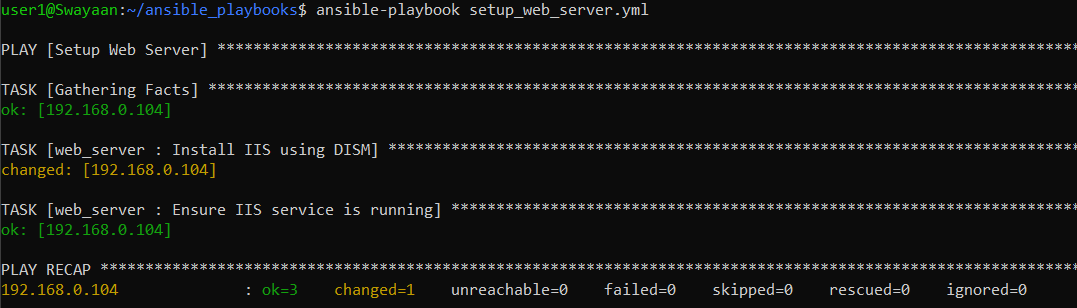 user1@Swayaan:~/ansible_playbooks$ ansible-playbook setup_web_server.yml
PLAY [Setup Web Server] ************************************************************************************************
TASK [Gathering Facts] *************************************************************************************************
ok: [192.168.0.104]
TASK [web_server : Install IIS using DISM] *****************************************************************************
changed: [192.168.0.104]
TASK [web_server : Ensure IIS service is running] **********************************************************************
ok: [192.168.0.104]
PLAY RECAP *************************************************************************************************************
192.168.0.104              : ok=3    changed=1    unreachable=0    failed=0    skipped=0    rescued=0    ignored=0